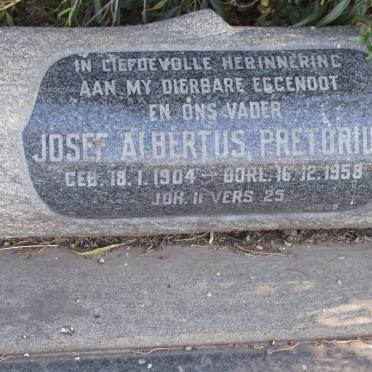 IN LIEFDEVOLLE HERINNERING
AAN MY DIERBARE EGGENOOT
EN ONS VADER
JOSEF ALBERTUS PRETORIU
GEB. 18.1.1904 — OORL. 16.12.1958
JOH. 11 VERS 25